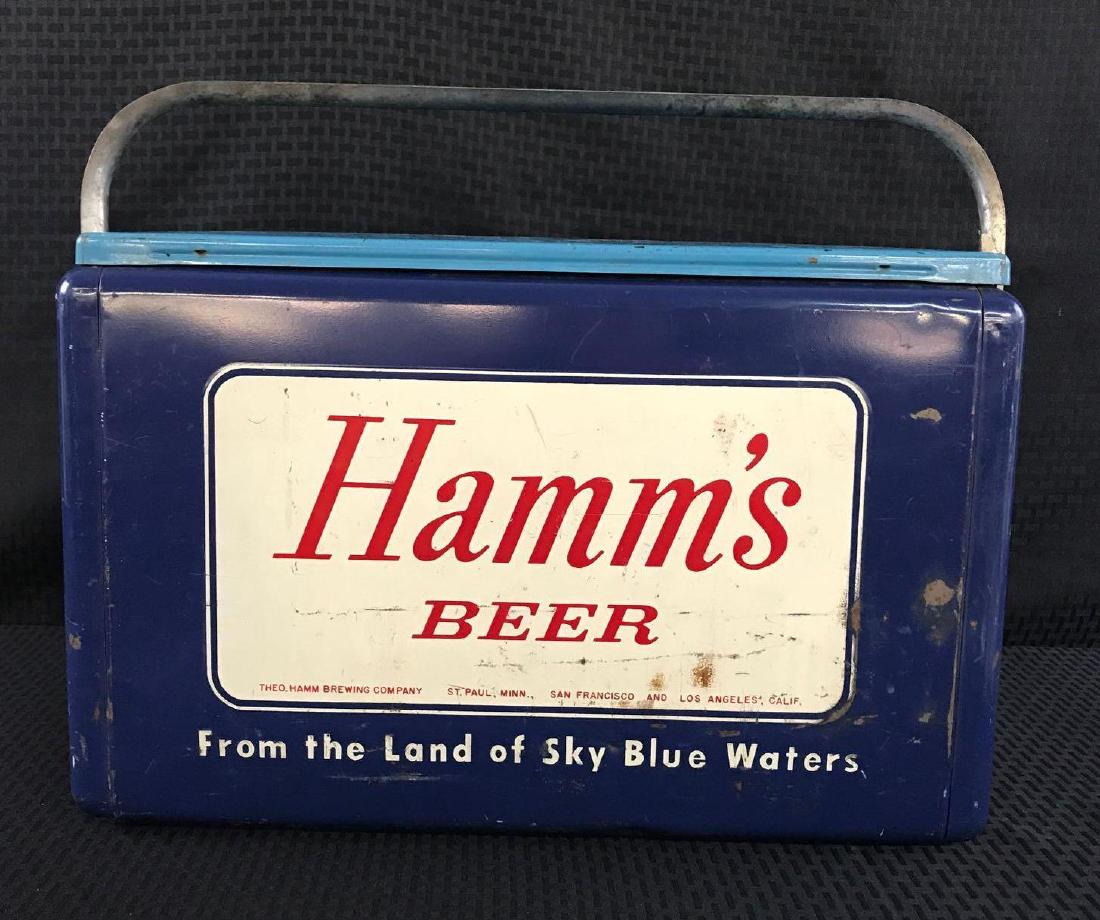 Hamm's
BEER
THEO. HAMM BREWING COMPANY ST. PAUL, MINN., SAN FRANCISCO AND LOS ANGELES, CALIF.
From the Land of Sky Blue Waters